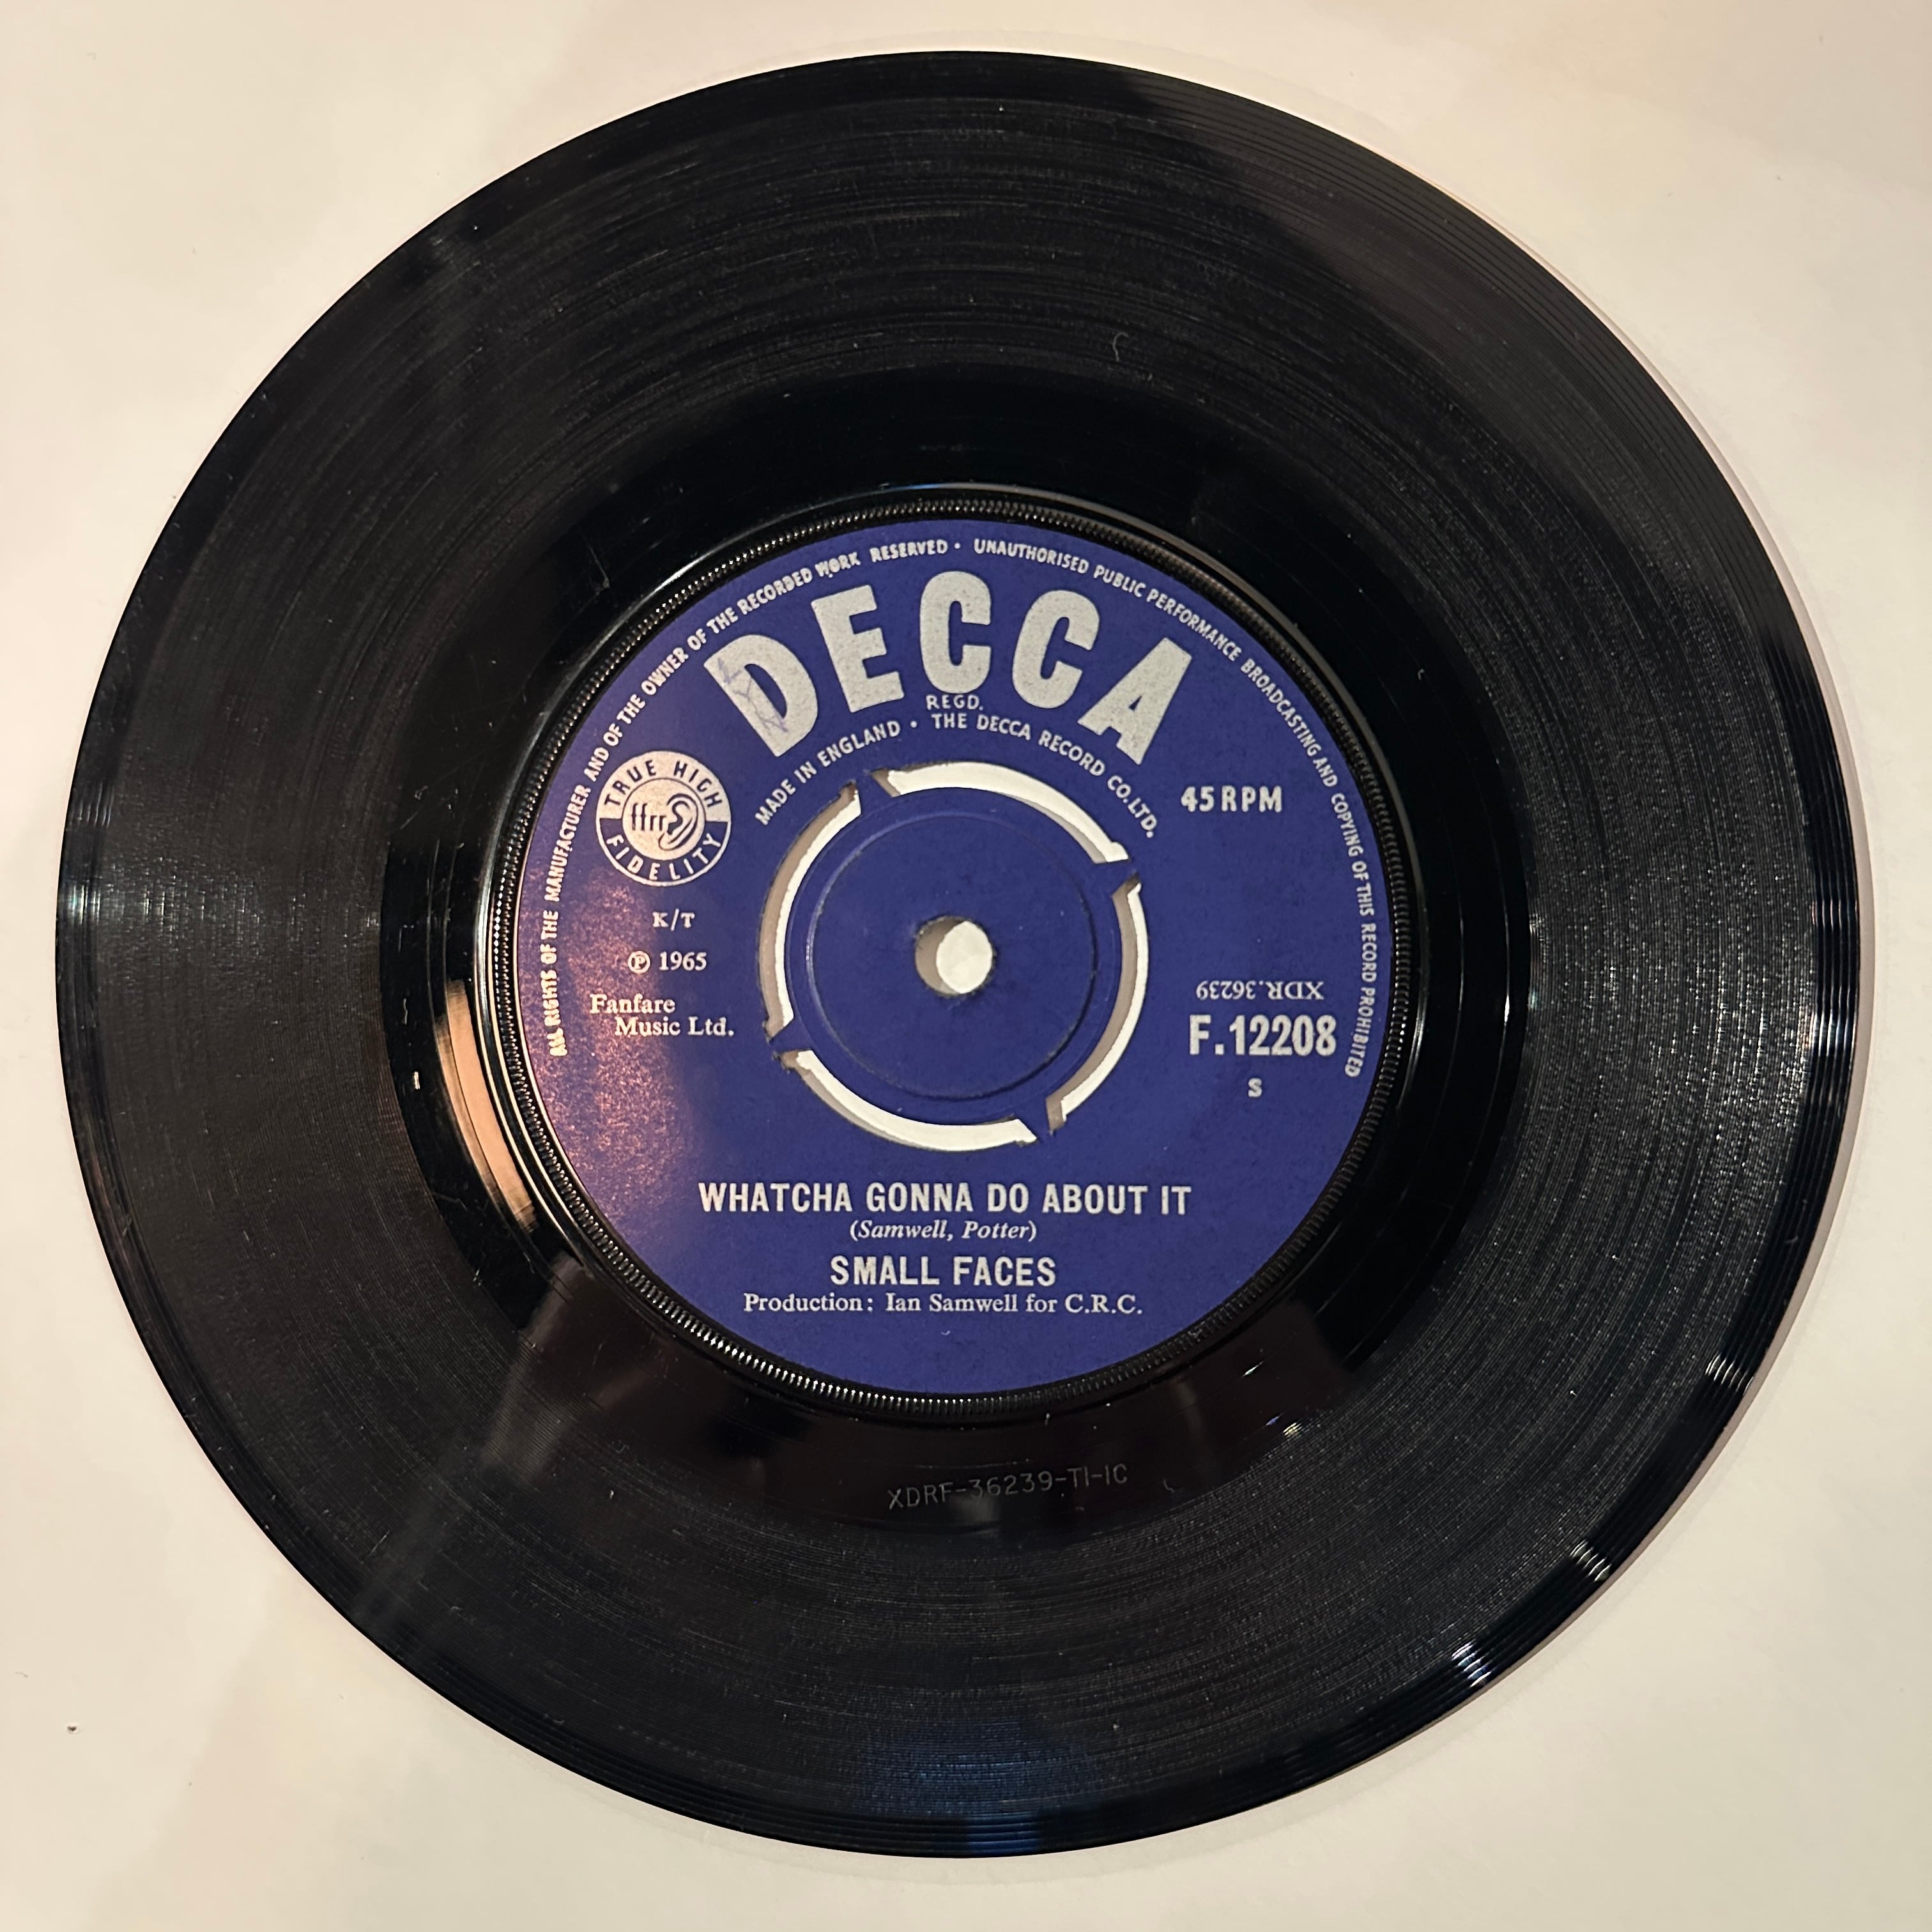 ALL RIGHTS OF THE MANUFACTURER AND OF THE OWNER OF THE RECORDED WORK RESERVED · UNAUTHORISED PUBLIC PERFORMANCE BROADCASTING AND COPYING OF THIS RECORD PROHIBITED
DECCA
REGD.
MADE IN ENGLAND · THE DECCA RECORD CO. LTD.
TRUE HIGH
ffrr
FIDELITY
45 RPM
K/T
℗ 1965
Fanfare
Music Ltd.
XDR.36239
F.12208
S
WHATCHA GONNA DO ABOUT IT
(Samwell, Potter)
SMALL FACES
Production: Ian Samwell for C.R.C.
XDRF-36239-T1-1C